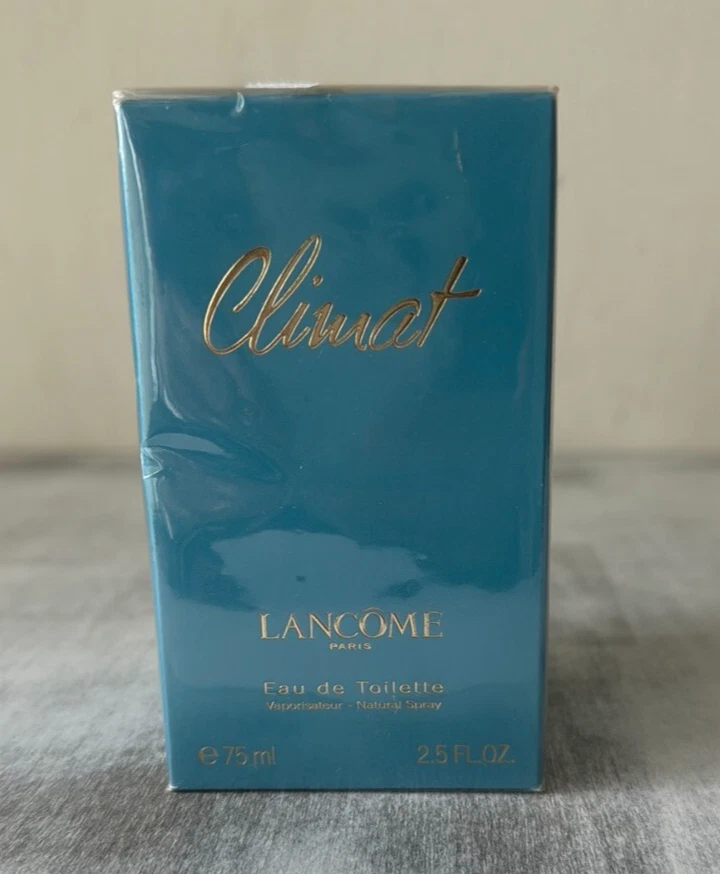 Climat
LANCÔME
PARIS
Eau de Toilette
Vaporisateur - Natural Spray
℮ 75 ml 2.5 FL.OZ.